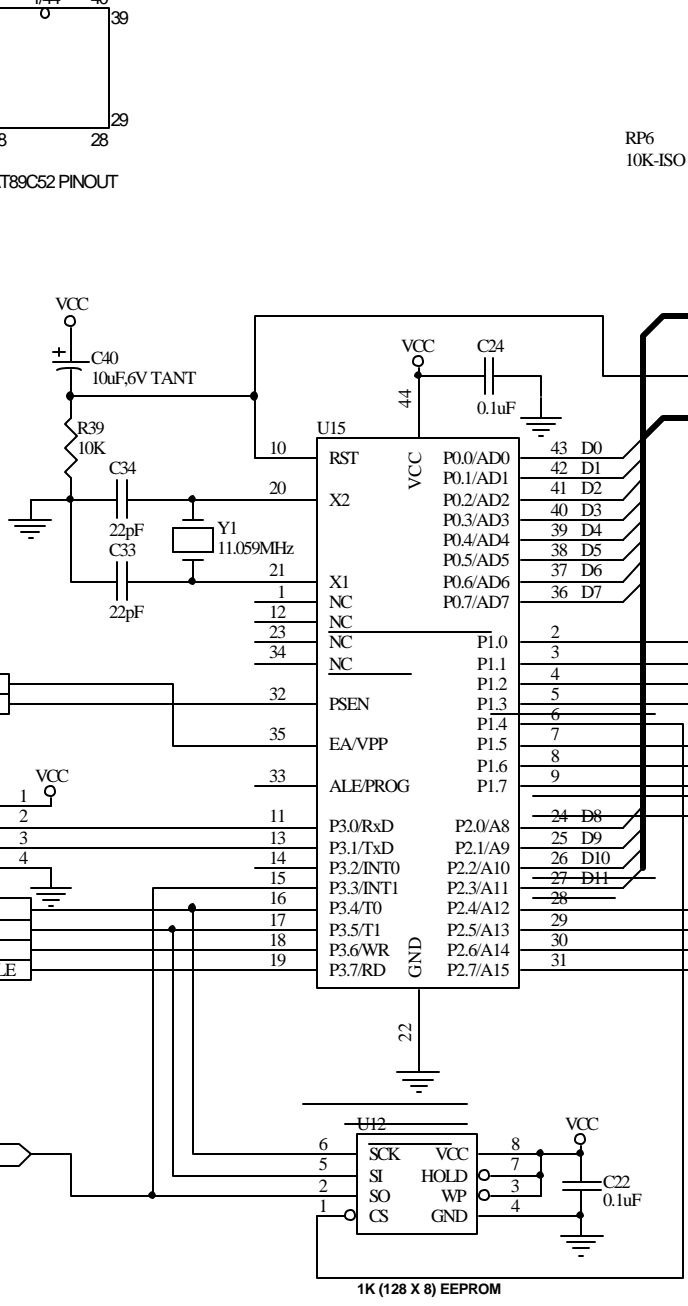 1/44 40
39
29
8 28
AT89C52 PINOUT
RP6
10K-ISO
VCC
C40
10uF,6V TANT
R39
10K
C34
22pF
C33
22pF
Y1
11.059MHz
VCC
C24
0.1uF
44
U15
10 RST
20 X2
21 X1
1 NC
12 NC
23 NC
34 NC
32 PSEN
35 EA/VPP
33 ALE/PROG
11 P3.0/RxD
13 P3.1/TxD
14 P3.2/INT0
15 P3.3/INT1
16 P3.4/T0
17 P3.5/T1
18 P3.6/WR
19 P3.7/RD
VCC
GND
P0.0/AD0 43 D0
P0.1/AD1 42 D1
P0.2/AD2 41 D2
P0.3/AD3 40 D3
P0.4/AD4 39 D4
P0.5/AD5 38 D5
P0.6/AD6 37 D6
P0.7/AD7 36 D7
P1.0 2
P1.1 3
P1.2 4
P1.3 5
P1.4 6
P1.5 7
P1.6 8
P1.7 9
P2.0/A8 24 D8
P2.1/A9 25 D9
P2.2/A10 26 D10
P2.3/A11 27 D11
P2.4/A12 28
P2.5/A13 29
P2.6/A14 30
P2.7/A15 31
22
VCC
1
2
3
4
LE
U12
6 SCK VCC 8
5 SI HOLD 7
2 SO WP 3
1 CS GND 4
VCC
C22
0.1uF
1K (128 X 8) EEPROM